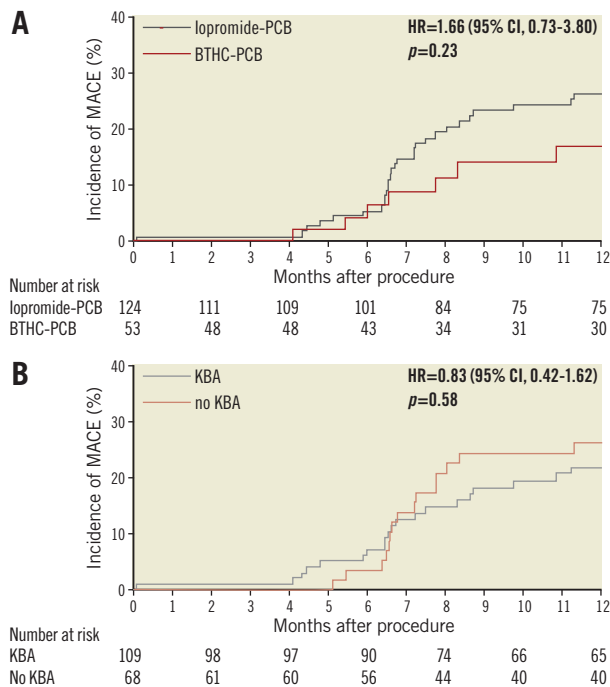 A
Iopromide-PCB
BTHC-PCB
HR=1.66 (95% CI, 0.73-3.80)
p=0.23
Incidence of MACE (%)
40
30
20
10
0
0 1 2 3 4 5 6 7 8 9 10 11 12
Months after procedure
Number at risk
Iopromide-PCB 124 111 109 101 84 75 75
BTHC-PCB 53 48 48 43 34 31 30
B
KBA
no KBA
HR=0.83 (95% CI, 0.42-1.62)
p=0.58
Incidence of MACE (%)
40
30
20
10
0
0 1 2 3 4 5 6 7 8 9 10 11 12
Months after procedure
Number at risk
KBA 109 98 97 90 74 66 65
No KBA 68 61 60 56 44 40 40